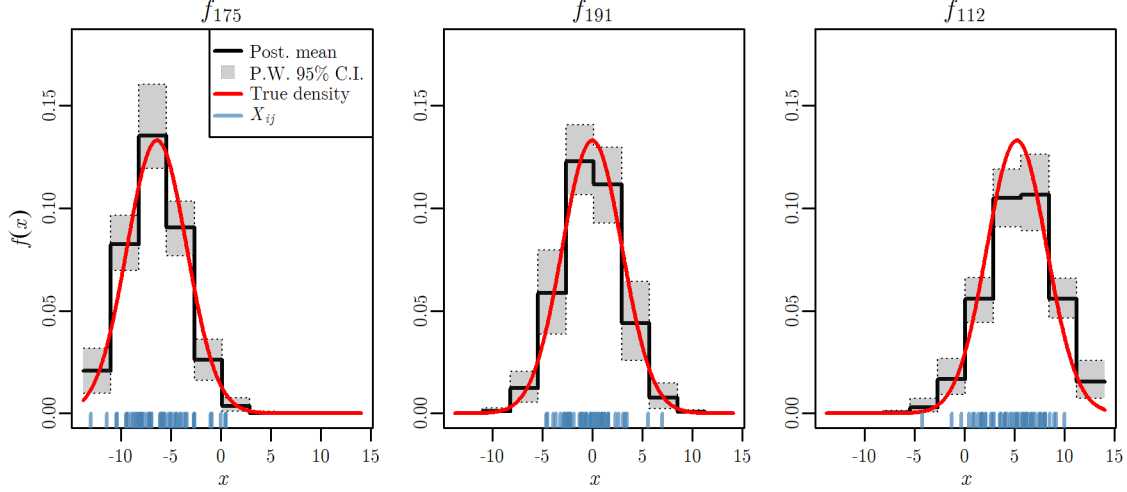 f175
f191
f112
Post. mean
P.W. 95% C.I.
True density
Xij
f(x)
0.00 0.05 0.10 0.15
0.00 0.05 0.10 0.15
0.00 0.05 0.10 0.15
-10 -5 0 5 10 15
-10 -5 0 5 10 15
-10 -5 0 5 10 15
x
x
x